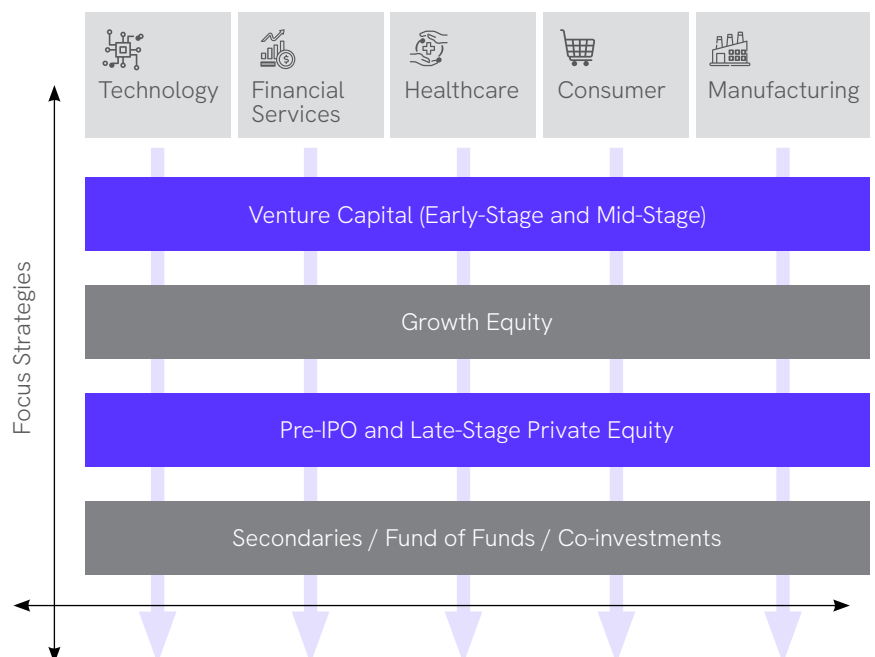 Technology
Financial
Services
Healthcare
Consumer
Manufacturing
Focus Strategies
Venture Capital (Early-Stage and Mid-Stage)
Growth Equity
Pre-IPO and Late-Stage Private Equity
Secondaries / Fund of Funds / Co-investments